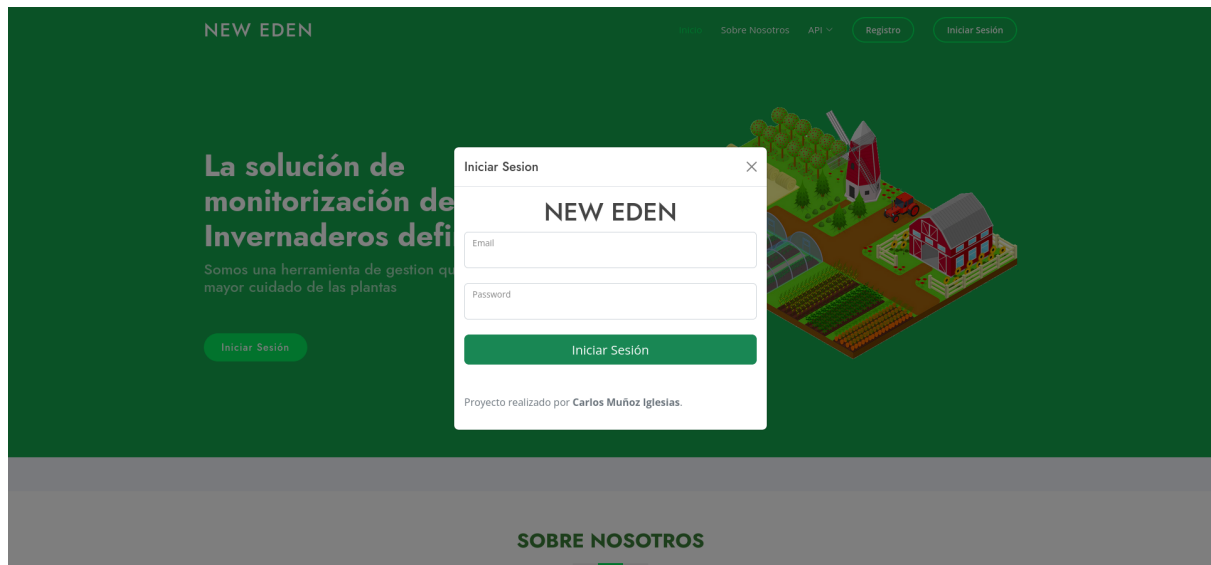 NEW EDEN
Inicio Sobre Nosotros API Registro Iniciar Sesión
La solución de
monitorización de
Invernaderos defi
Somos una herramienta de gestion qu
mayor cuidado de las plantas
Iniciar Sesión
Iniciar Sesion
NEW EDEN
Email
Password
Iniciar Sesión
Proyecto realizado por Carlos Muñoz Iglesias.
SOBRE NOSOTROS